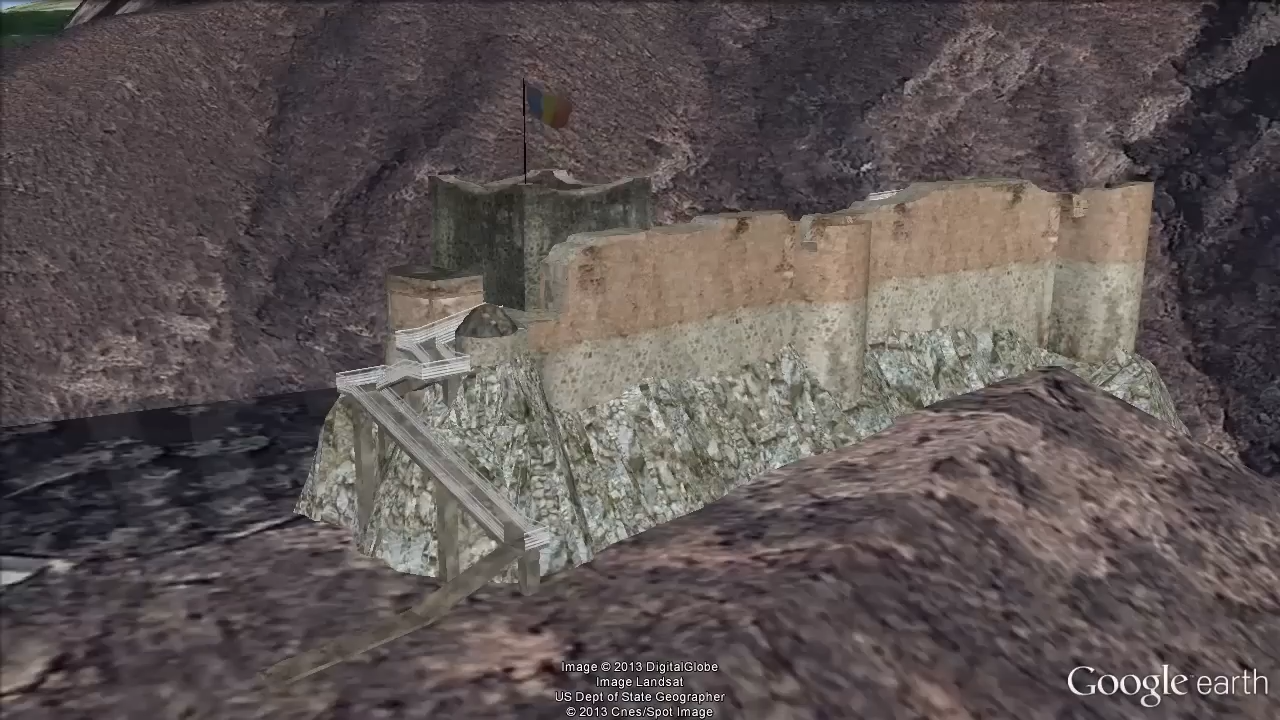 Image © 2013 DigitalGlobe
Image Landsat
US Dept of State Geographer
© 2013 Cnes/Spot Image
Google earth